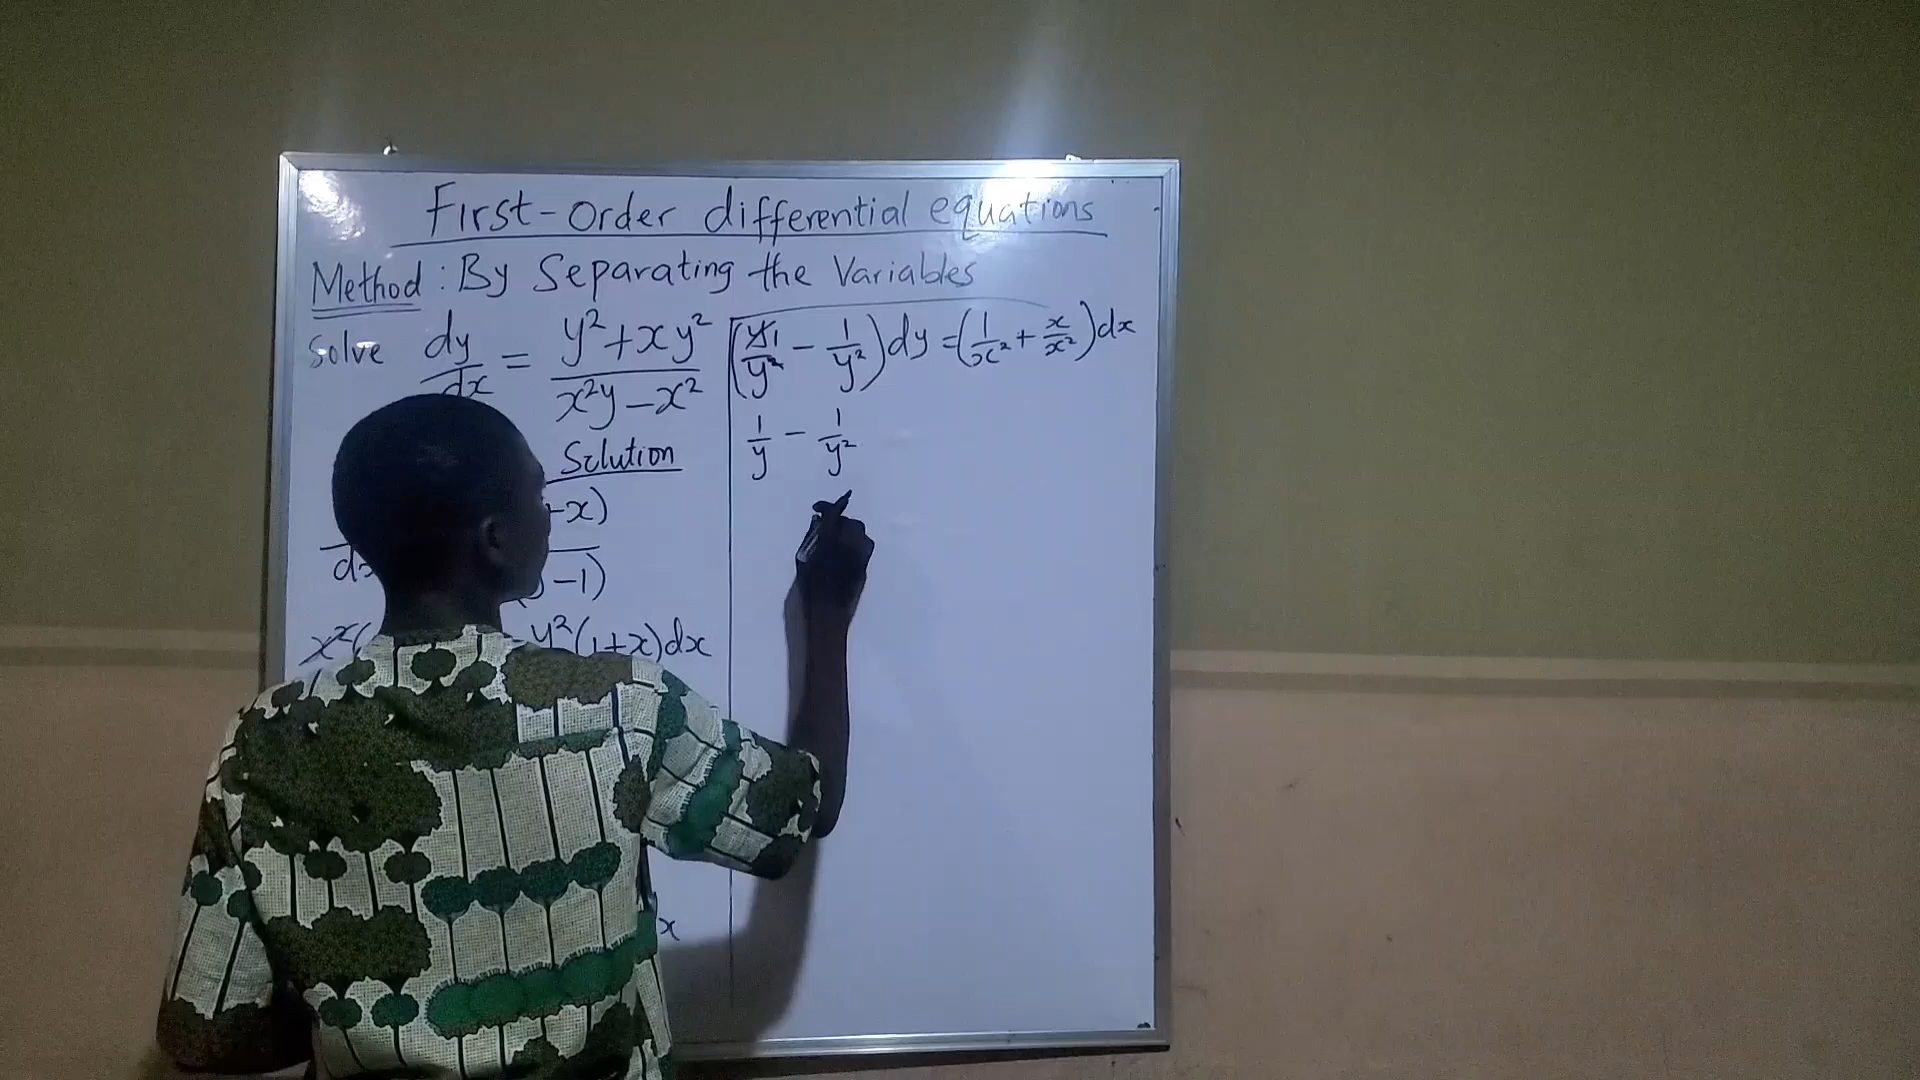 First-Order differential equations
Method: By Separating the Variables
Solve dy/dx = (y²+xy²)/(x²y-x²)
Solution
-x)
-1)
x²( y²(1+x)dx
x
(y1/y² - 1/y²)dy=(1/x²+x/x²)dx
1/y - 1/y²